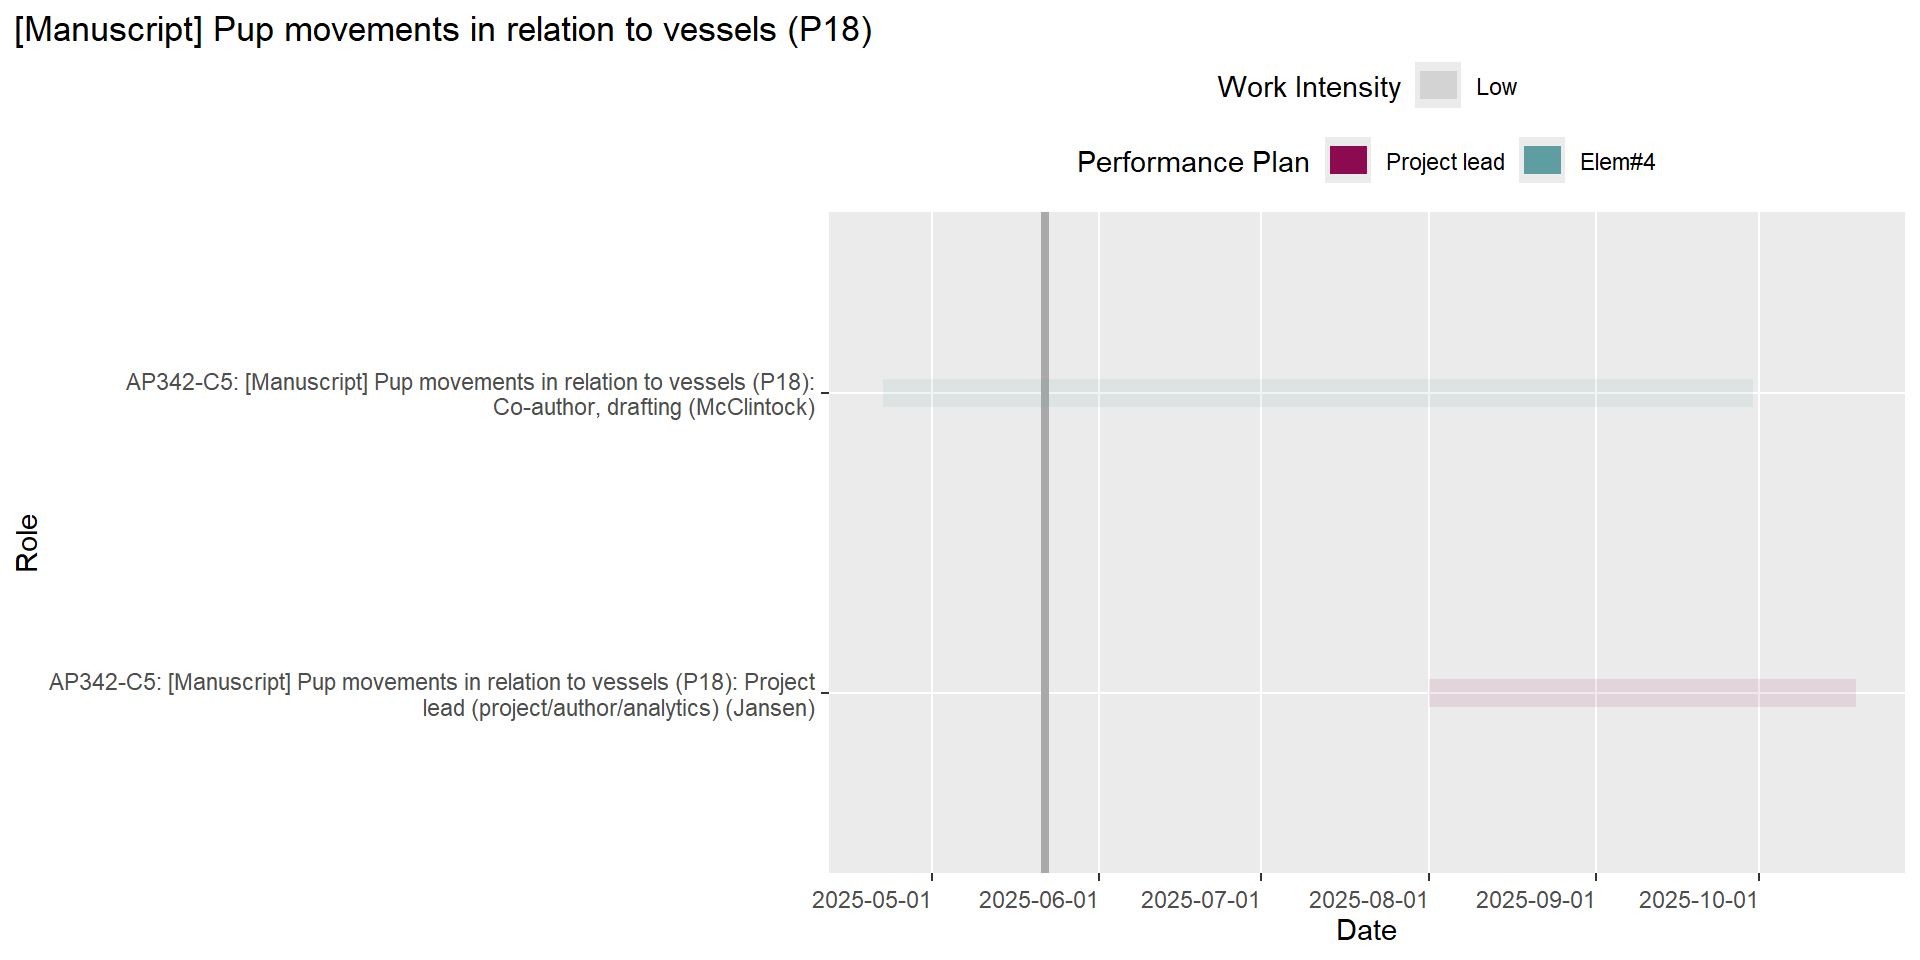 [Manuscript] Pup movements in relation to vessels (P18)
Work Intensity Low
Performance Plan Project lead Elem#4
AP342-C5: [Manuscript] Pup movements in relation to vessels (P18):
Co-author, drafting (McClintock)
Role
AP342-C5: [Manuscript] Pup movements in relation to vessels (P18): Project
lead (project/author/analytics) (Jansen)
2025-05-01 2025-06-01 2025-07-01 2025-08-01 2025-09-01 2025-10-01
Date